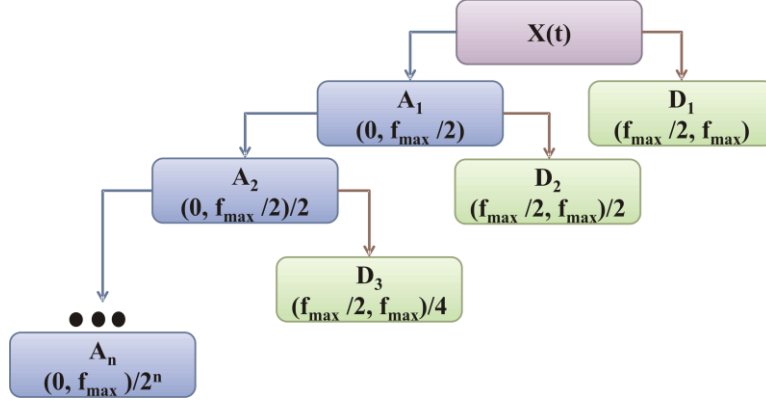 X(t)
A₁
(0, fₘₐₓ /2)
D₁
(fₘₐₓ/2, fₘₐₓ)
A₂
(0, fₘₐₓ /2)/2
D₂
(fₘₐₓ/2, fₘₐₓ)/2
D₃
(fₘₐₓ /2, fₘₐₓ)/4
●●●
Aₙ
(0, fₘₐₓ )/2ⁿ